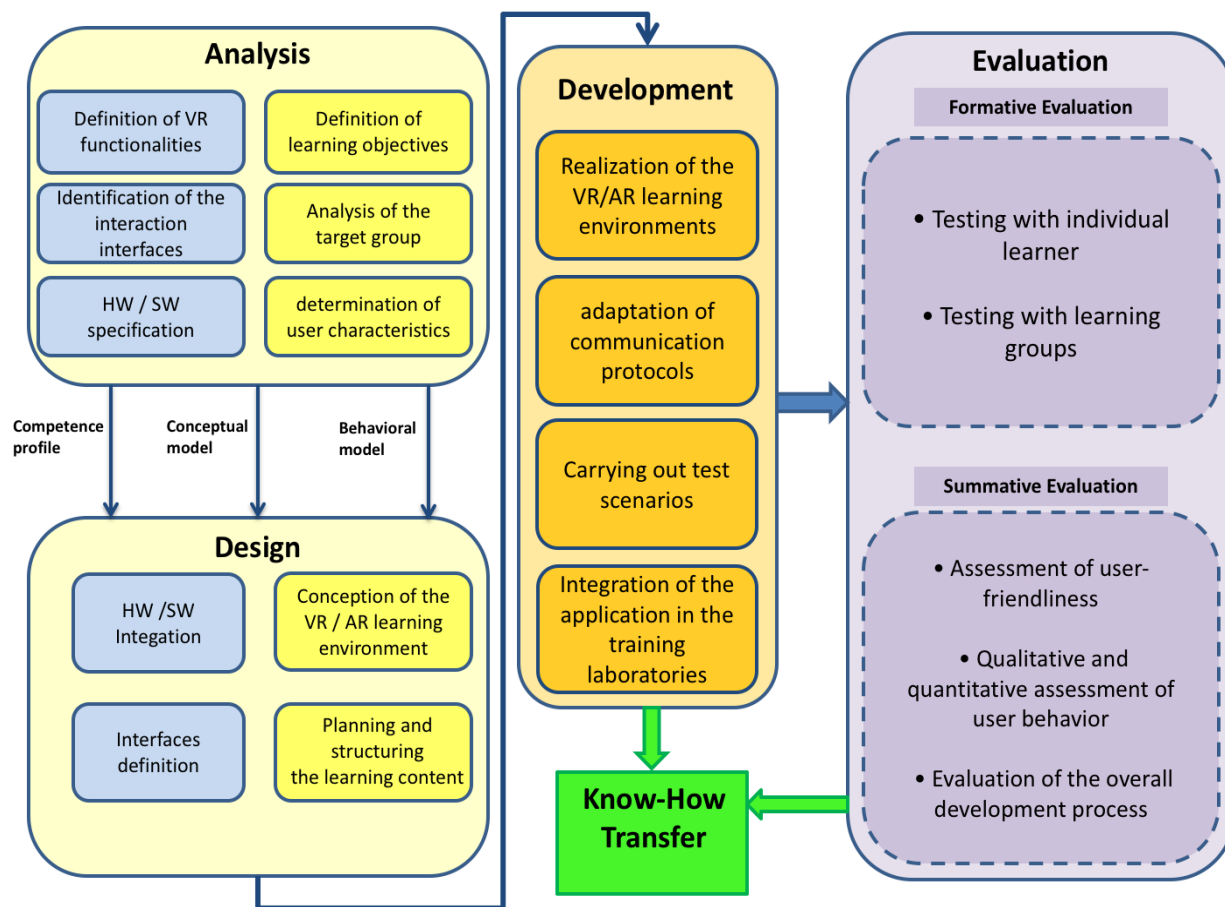 Analysis
Definition of VR
functionalities
Definition of
learning objectives
Identification of the
interaction
interfaces
Analysis of the
target group
HW / SW
specification
determination of
user characteristics
Competence
profile
Conceptual
model
Behavioral
model
Design
HW /SW
Integation
Conception of the
VR / AR learning
environment
Interfaces
definition
Planning and
structuring
the learning content
Development
Realization of the
VR/AR learning
environments
adaptation of
communication
protocols
Carrying out test
scenarios
Integration of the
application in the
training
laboratories
Know-How
Transfer
Evaluation
Formative Evaluation
• Testing with individual
learner
• Testing with learning
groups
Summative Evaluation
• Assessment of user-
friendliness
• Qualitative and
quantitative assessment of
user behavior
• Evaluation of the overall
development process